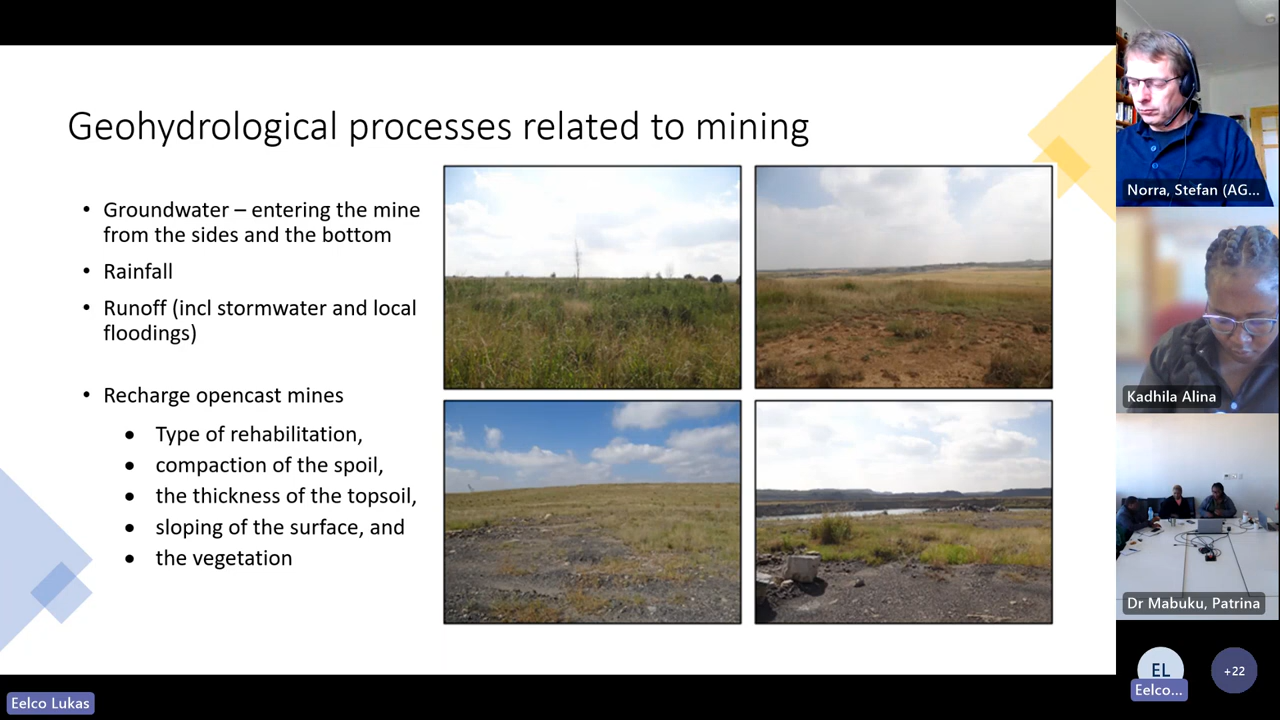 Geohydrological processes related to mining
• Groundwater – entering the mine
from the sides and the bottom
• Rainfall
• Runoff (incl stormwater and local
floodings)
• Recharge opencast mines
• Type of rehabilitation,
• compaction of the spoil,
• the thickness of the topsoil,
• sloping of the surface, and
• the vegetation
Eelco Lukas
Norra, Stefan (AG...
Kadhila Alina
Dr Mabuku, Patrina
EL
Eelco...
+22